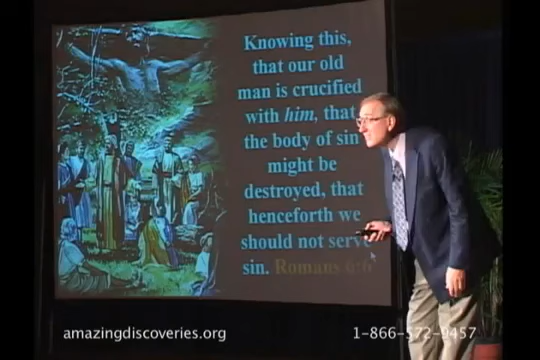 Knowing this,
that our old
man is crucified
with him, that
the body of sin
might be
destroyed, that
henceforth we
should not serve
sin. Romans 6:6
amazingdiscoveries.org
1-866-572-9457